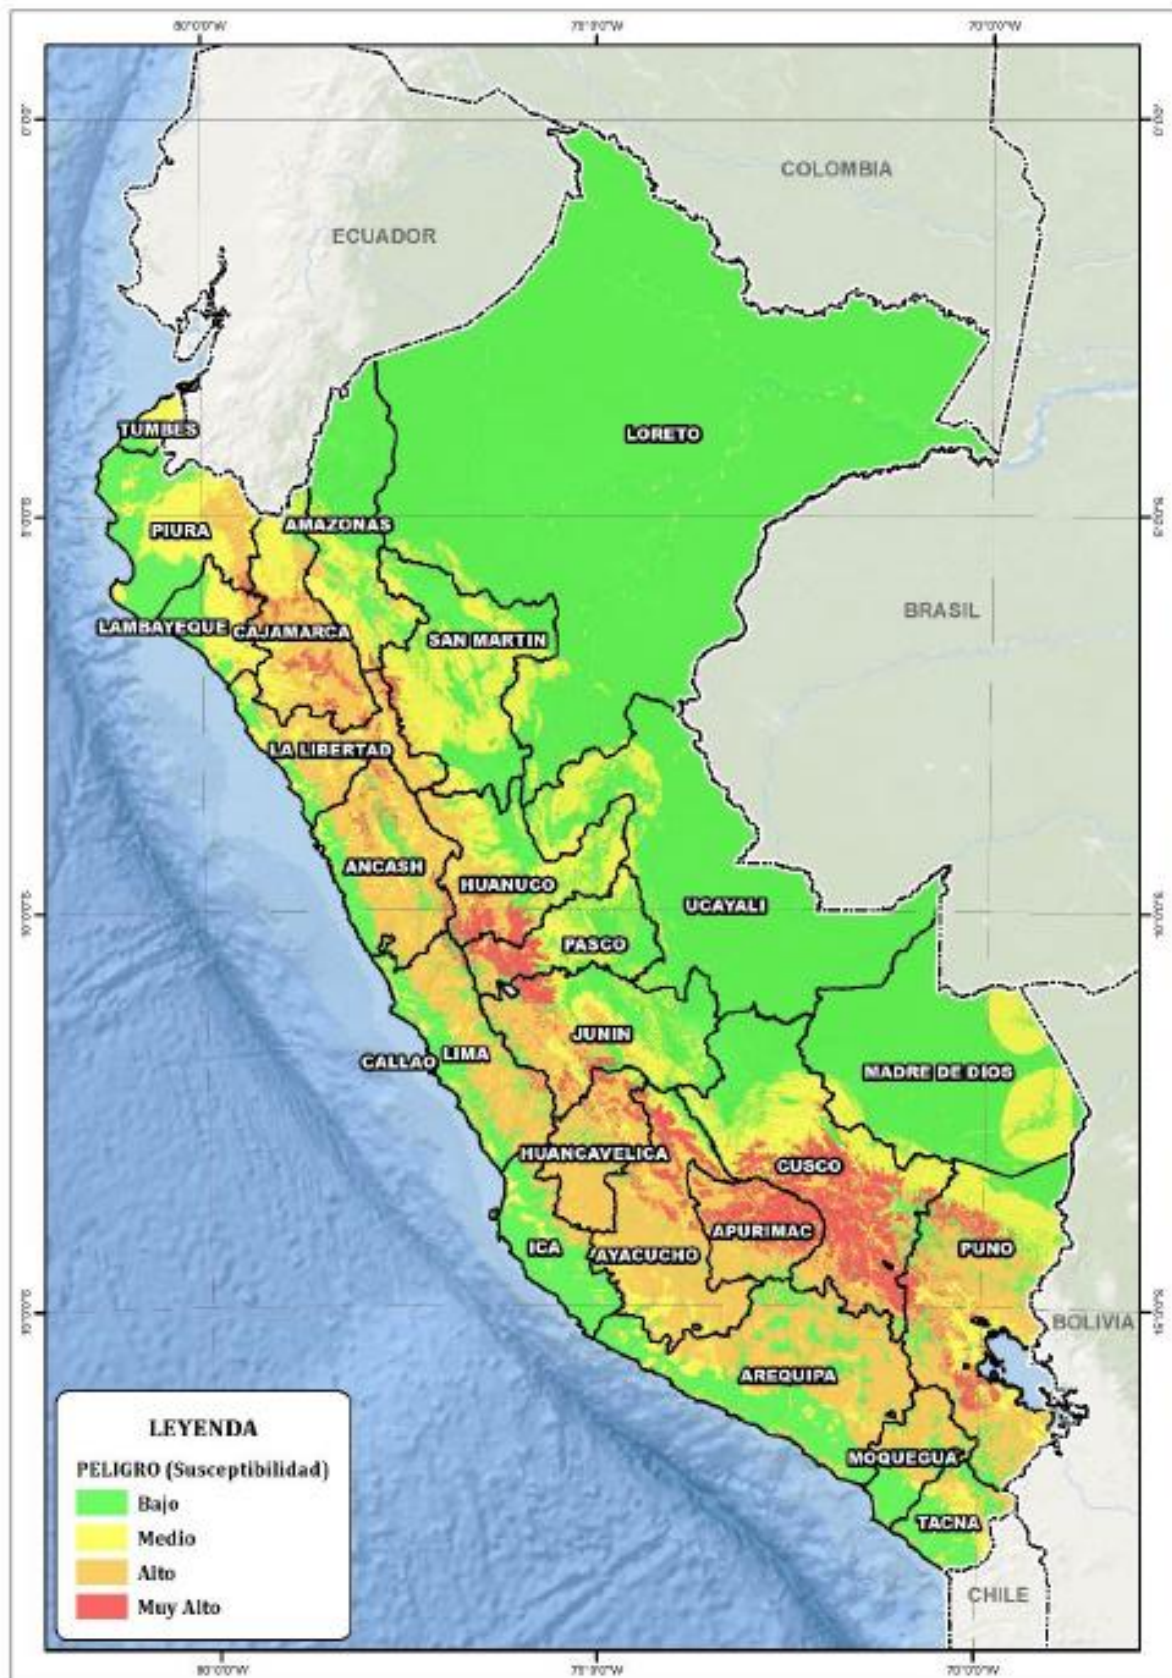 80°0'0"W
75°0'0"W
70°0'0"W
COLOMBIA
ECUADOR
TUMBES
LORETO
PIURA
AMAZONAS
BRASIL
LAMBAYEQUE
CAJAMARCA
SAN MARTIN
LA LIBERTAD
ANCASH
HUANUCO
UCAYALI
PASCO
JUNIN
CALLAO
LIMA
MADRE DE DIOS
HUANCAVELICA
CUSCO
APURIMAC
ICA
AYACUCHO
PUNO
BOLIVIA
AREQUIPA
MOQUEGUA
TACNA
CHILE
LEYENDA
PELIGRO (Susceptibilidad)
Bajo
Medio
Alto
Muy Alto
80°0'0"W
75°0'0"W
70°0'0"W